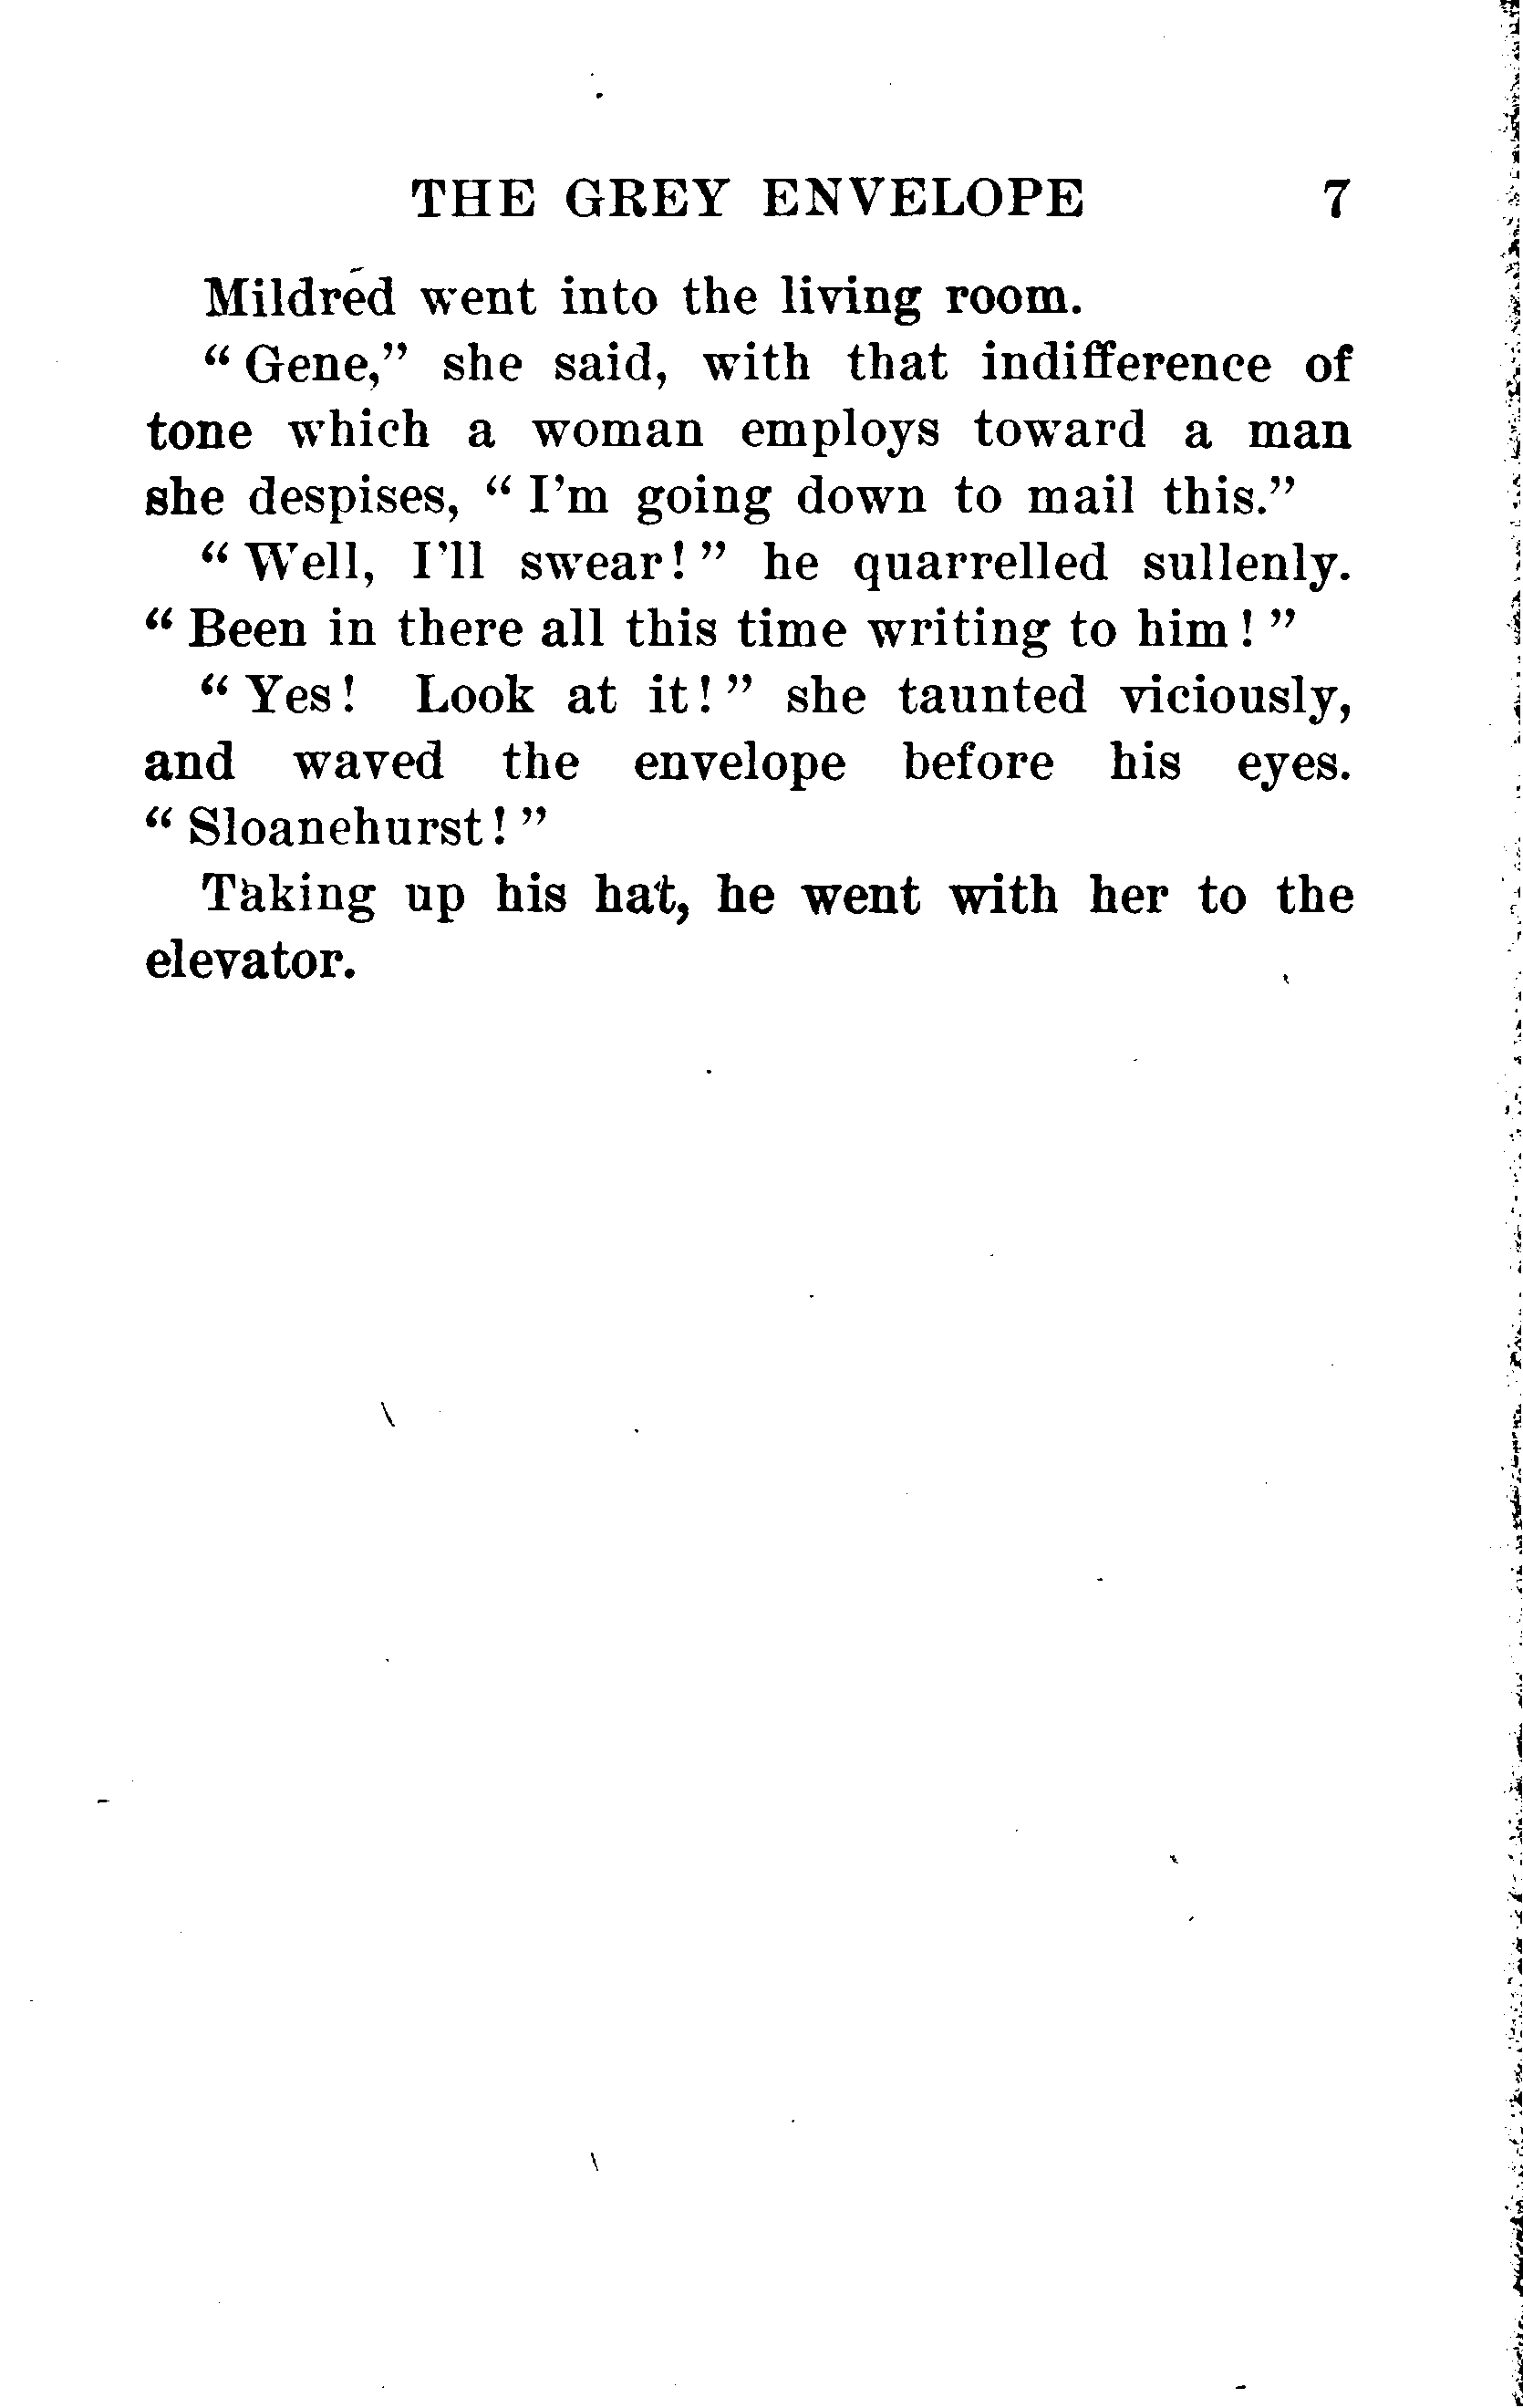 THE GREY ENVELOPE 7
Mildred went into the living room.
“Gene,” she said, with that indifference of
tone which a woman employs toward a man
she despises, “I’m going down to mail this.”
“Well, I’ll swear!” he quarrelled sullenly.
“Been in there all this time writing to him!”
“Yes! Look at it!” she taunted viciously,
and waved the envelope before his eyes.
“Sloanehurst!”
Taking up his hat, he went with her to the
elevator.